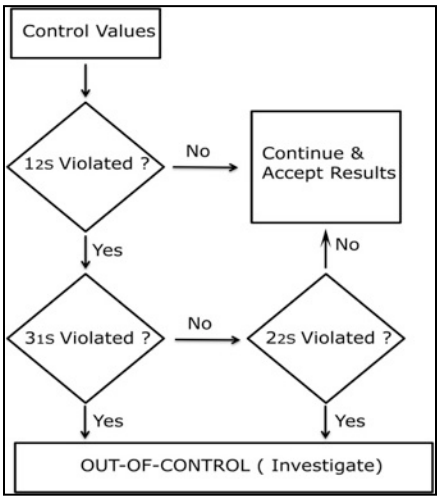 Control Values
12S Violated ?
No
Continue &
Accept Results
Yes
No
31S Violated ?
No
22S Violated ?
Yes
Yes
OUT-OF-CONTROL ( Investigate)